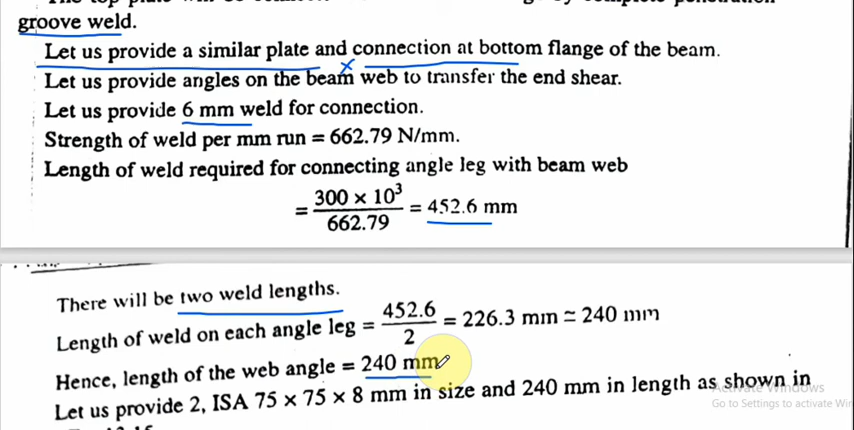 groove weld.
Let us provide a similar plate and connection at bottom flange of the beam.
Let us provide angles on the beam web to transfer the end shear.
Let us provide 6 mm weld for connection.
Strength of weld per mm run = 662.79 N/mm.
Length of weld required for connecting angle leg with beam web
= 300 × 10³ / 662.79 = 452.6 mm
There will be two weld lengths.
Length of weld on each angle leg = 452.6 / 2 = 226.3 mm ≃ 240 mm
Hence, length of the web angle = 240 mm
Let us provide 2, ISA 75 × 75 × 8 mm in size and 240 mm in length as shown in
Activate Windows
Go to Settings to activate Win